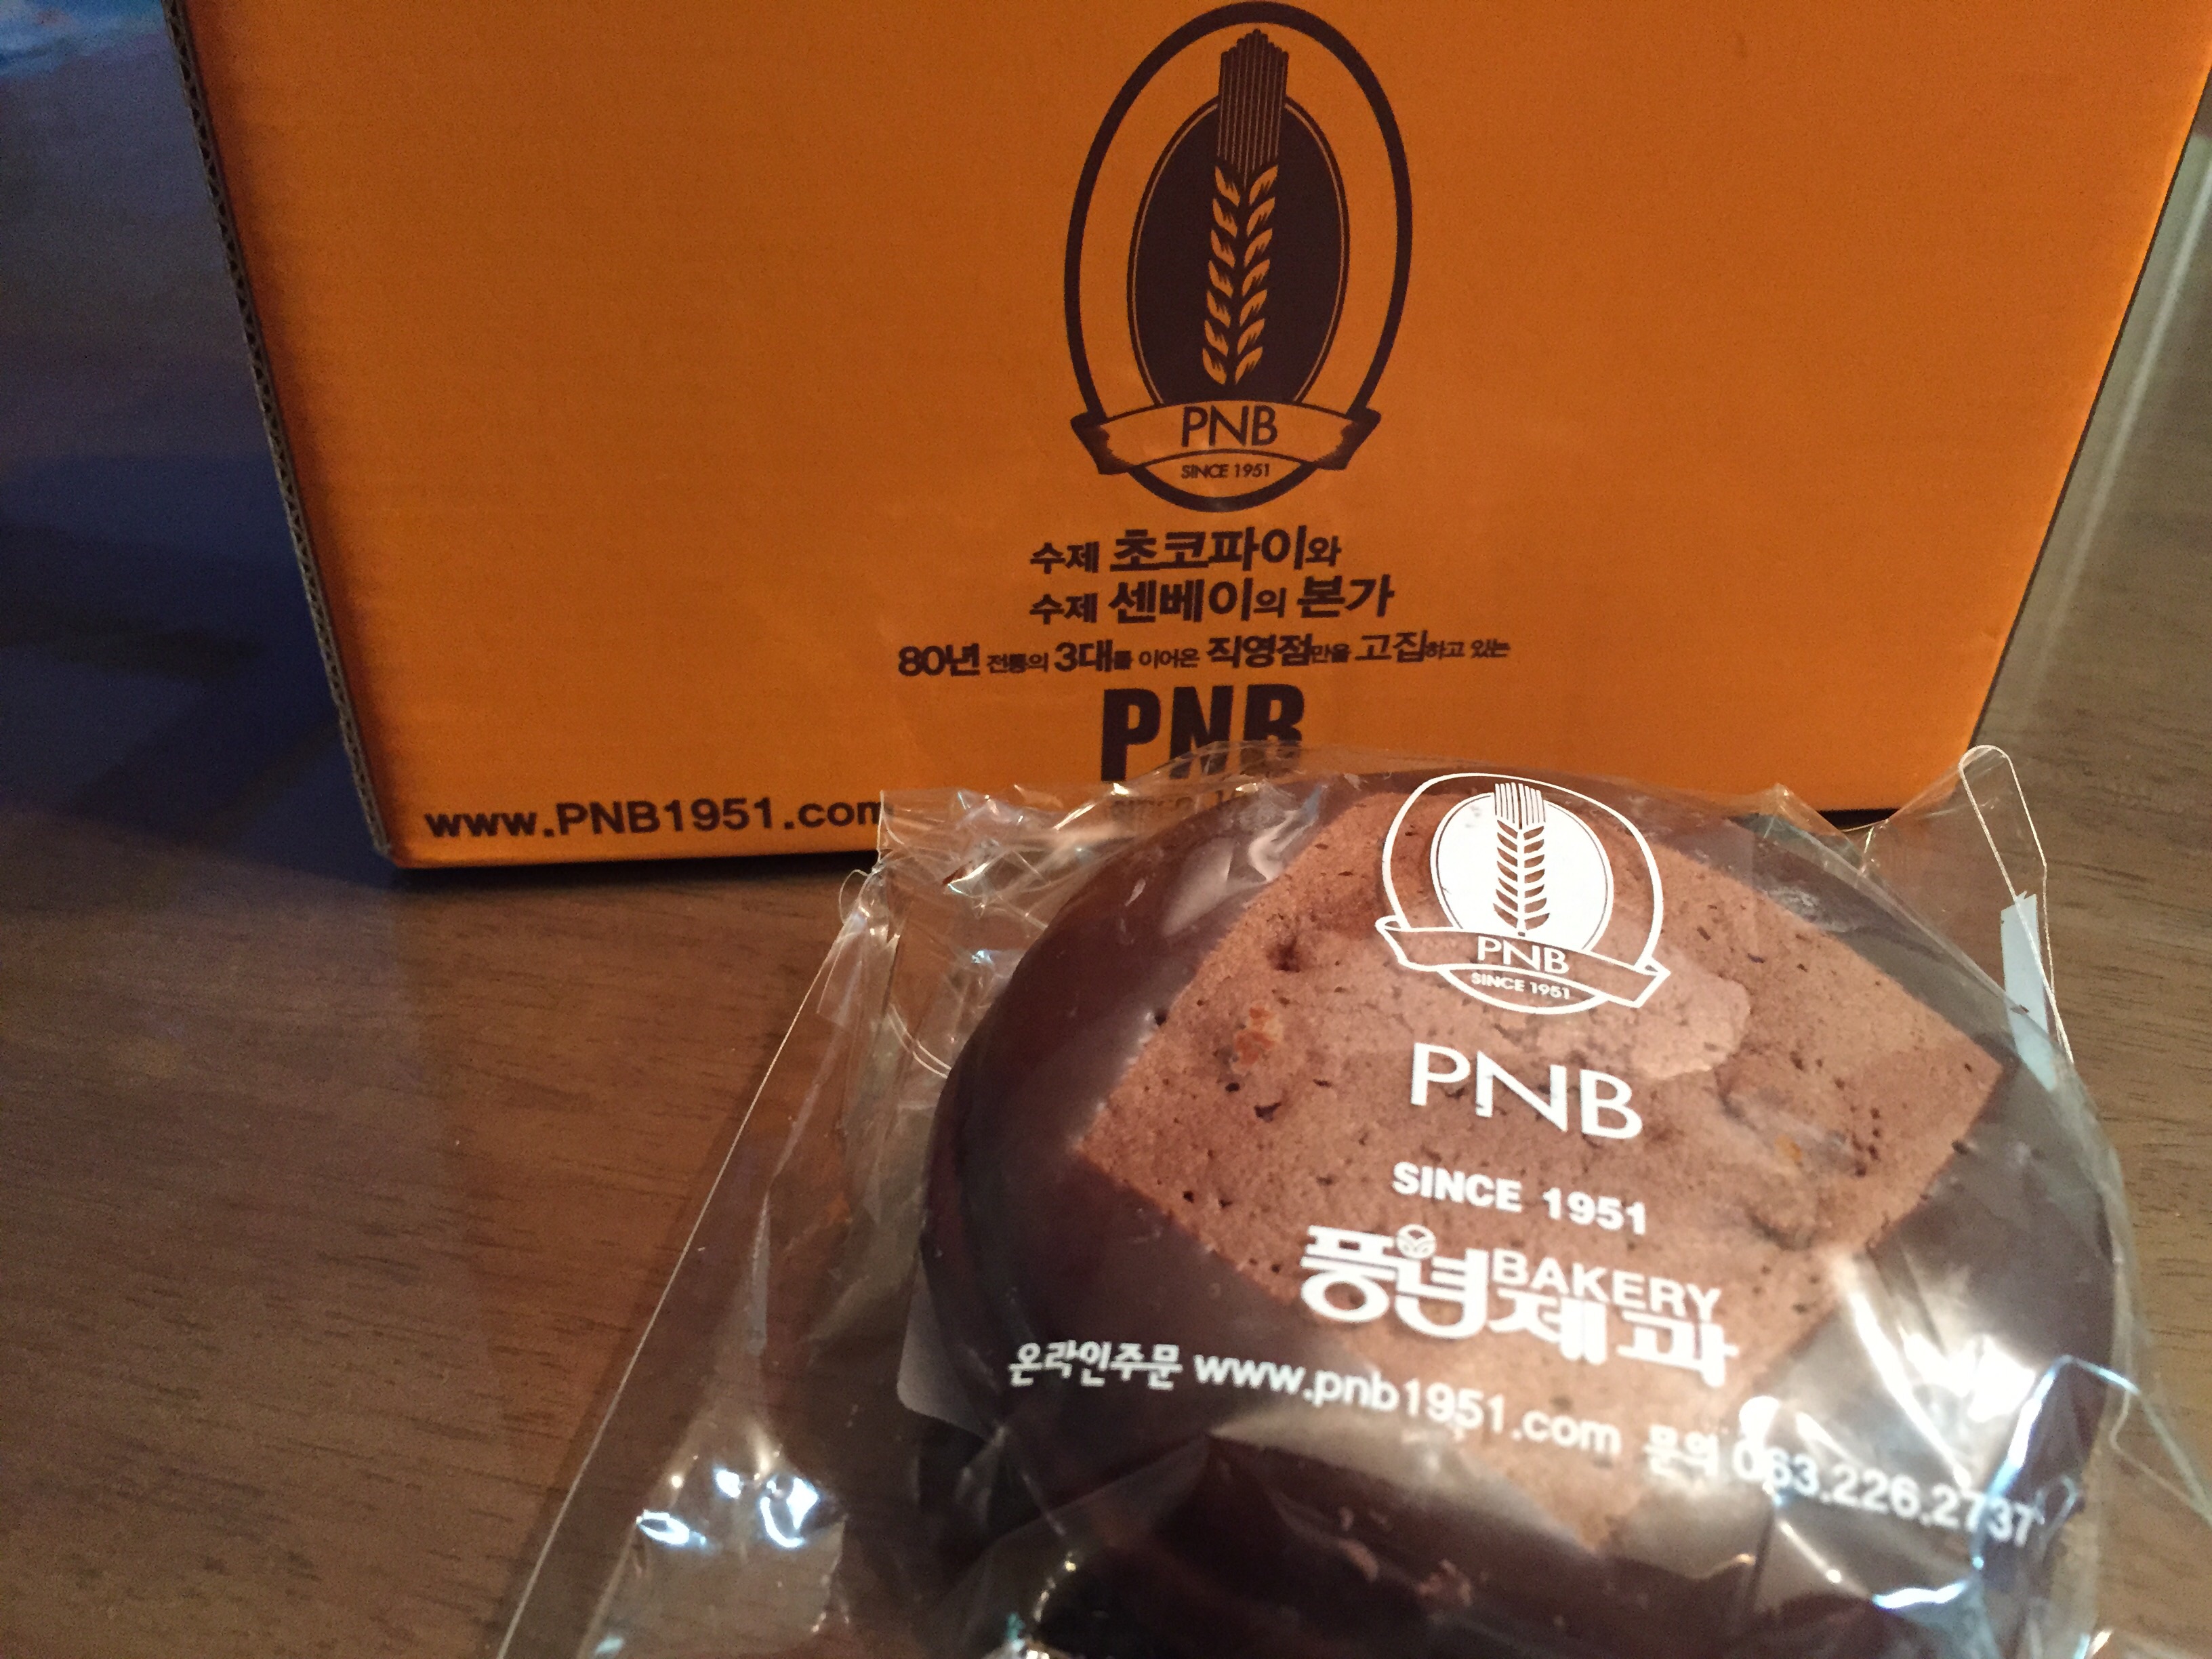 PNB
SINCE 1951
수제 초코파이와
수제 센베이의 본가
80년 전통의 3대를 이어온 직영점만을 고집하고 있는
PNB
www.PNB1951.com
PNB
SINCE 1951
PNB
SINCE 1951
풍년제과 BAKERY
온라인주문 www.pnb1951.com 문의 063.226.2737